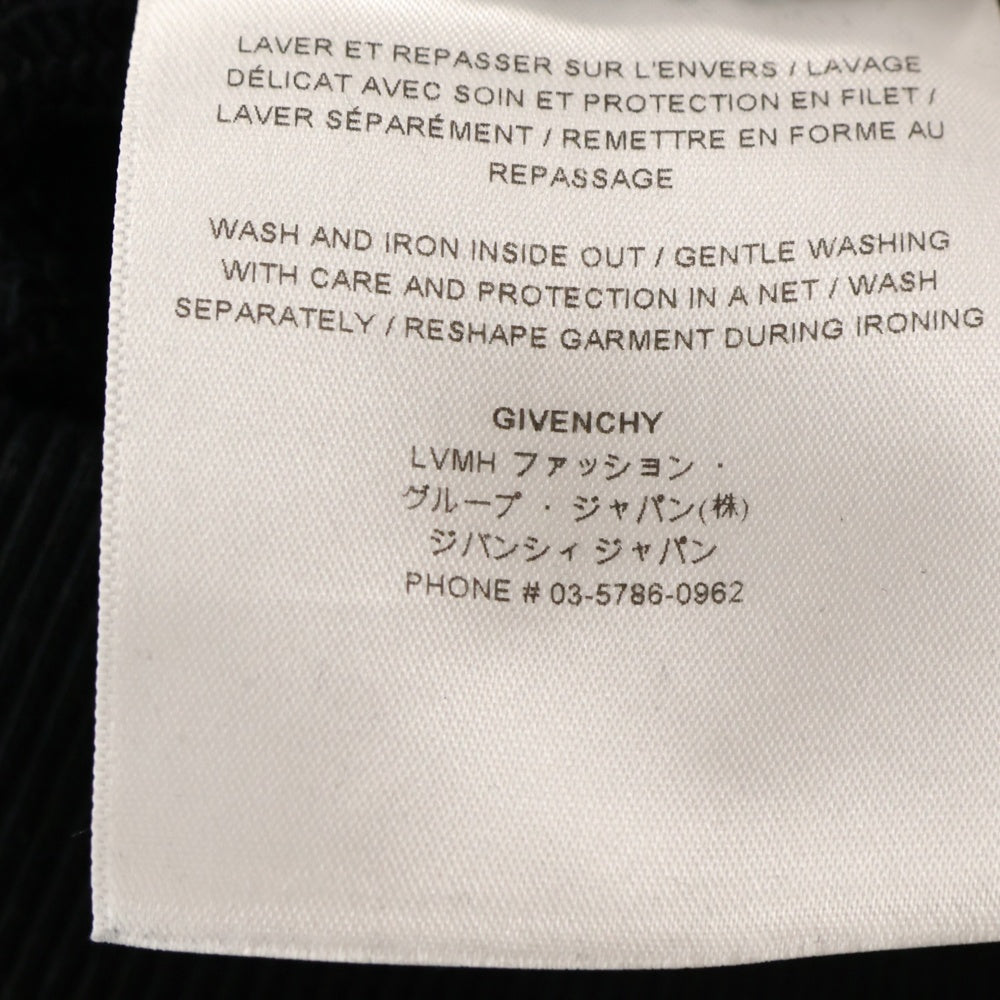 LAVER ET REPASSER SUR L'ENVERS / LAVAGE
DÉLICAT AVEC SOIN ET PROTECTION EN FILET /
LAVER SÉPARÉMENT / REMETTRE EN FORME AU
REPASSAGE
WASH AND IRON INSIDE OUT / GENTLE WASHING
WITH CARE AND PROTECTION IN A NET / WASH
SEPARATELY / RESHAPE GARMENT DURING IRONING
GIVENCHY
LVMH ファッション ・
グループ ・ ジャパン(株)
ジバンシィ ジャパン
PHONE # 03-5786-0962